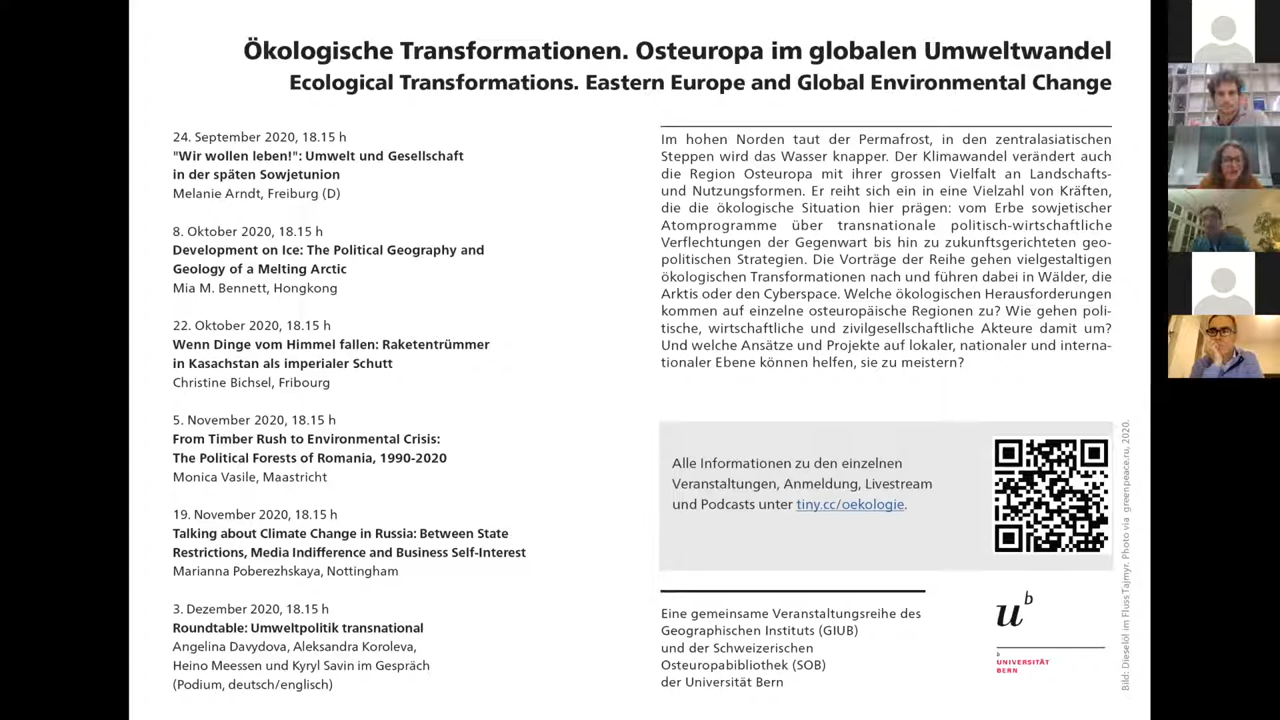 Ökologische Transformationen. Osteuropa im globalen Umweltwandel
Ecological Transformations. Eastern Europe and Global Environmental Change
24. September 2020, 18.15 h
"Wir wollen leben!": Umwelt und Gesellschaft
in der späten Sowjetunion
Melanie Arndt, Freiburg (D)
8. Oktober 2020, 18.15 h
Development on Ice: The Political Geography and
Geology of a Melting Arctic
Mia M. Bennett, Hongkong
22. Oktober 2020, 18.15 h
Wenn Dinge vom Himmel fallen: Raketentrümmer
in Kasachstan als imperialer Schutt
Christine Bichsel, Fribourg
5. November 2020, 18.15 h
From Timber Rush to Environmental Crisis:
The Political Forests of Romania, 1990-2020
Monica Vasile, Maastricht
19. November 2020, 18.15 h
Talking about Climate Change in Russia: Between State
Restrictions, Media Indifference and Business Self-Interest
Marianna Poberezhskaya, Nottingham
3. Dezember 2020, 18.15 h
Roundtable: Umweltpolitik transnational
Angelina Davydova, Aleksandra Koroleva,
Heino Meessen und Kyryl Savin im Gespräch
(Podium, deutsch/englisch)
Im hohen Norden taut der Permafrost, in den zentralasiatischen
Steppen wird das Wasser knapper. Der Klimawandel verändert auch
die Region Osteuropa mit ihrer grossen Vielfalt an Landschafts-
und Nutzungsformen. Er reiht sich ein in eine Vielzahl von Kräften,
die die ökologische Situation hier prägen: vom Erbe sowjetischer
Atomprogramme über transnationale politisch-wirtschaftliche
Verflechtungen der Gegenwart bis hin zu zukunftsgerichteten geo-
politischen Strategien. Die Vorträge der Reihe gehen vielgestaltigen
ökologischen Transformationen nach und führen dabei in Wälder, die
Arktis oder den Cyberspace. Welche ökologischen Herausforderungen
kommen auf einzelne osteuropäische Regionen zu? Wie gehen poli-
tische, wirtschaftliche und zivilgesellschaftliche Akteure damit um?
Und welche Ansätze und Projekte auf lokaler, nationaler und interna-
tionaler Ebene können helfen, sie zu meistern?
Alle Informationen zu den einzelnen
Veranstaltungen, Anmeldung, Livestream
und Podcasts unter tiny.cc/oekologie.
Eine gemeinsame Veranstaltungsreihe des
Geographischen Instituts (GIUB)
und der Schweizerischen
Osteuropabibliothek (SOB)
der Universität Bern
u b
b
UNIVERSITÄT
BERN
Bild: Dieselöl im Fluss Tajmyr. Photo via greenpeace.ru, 2020.